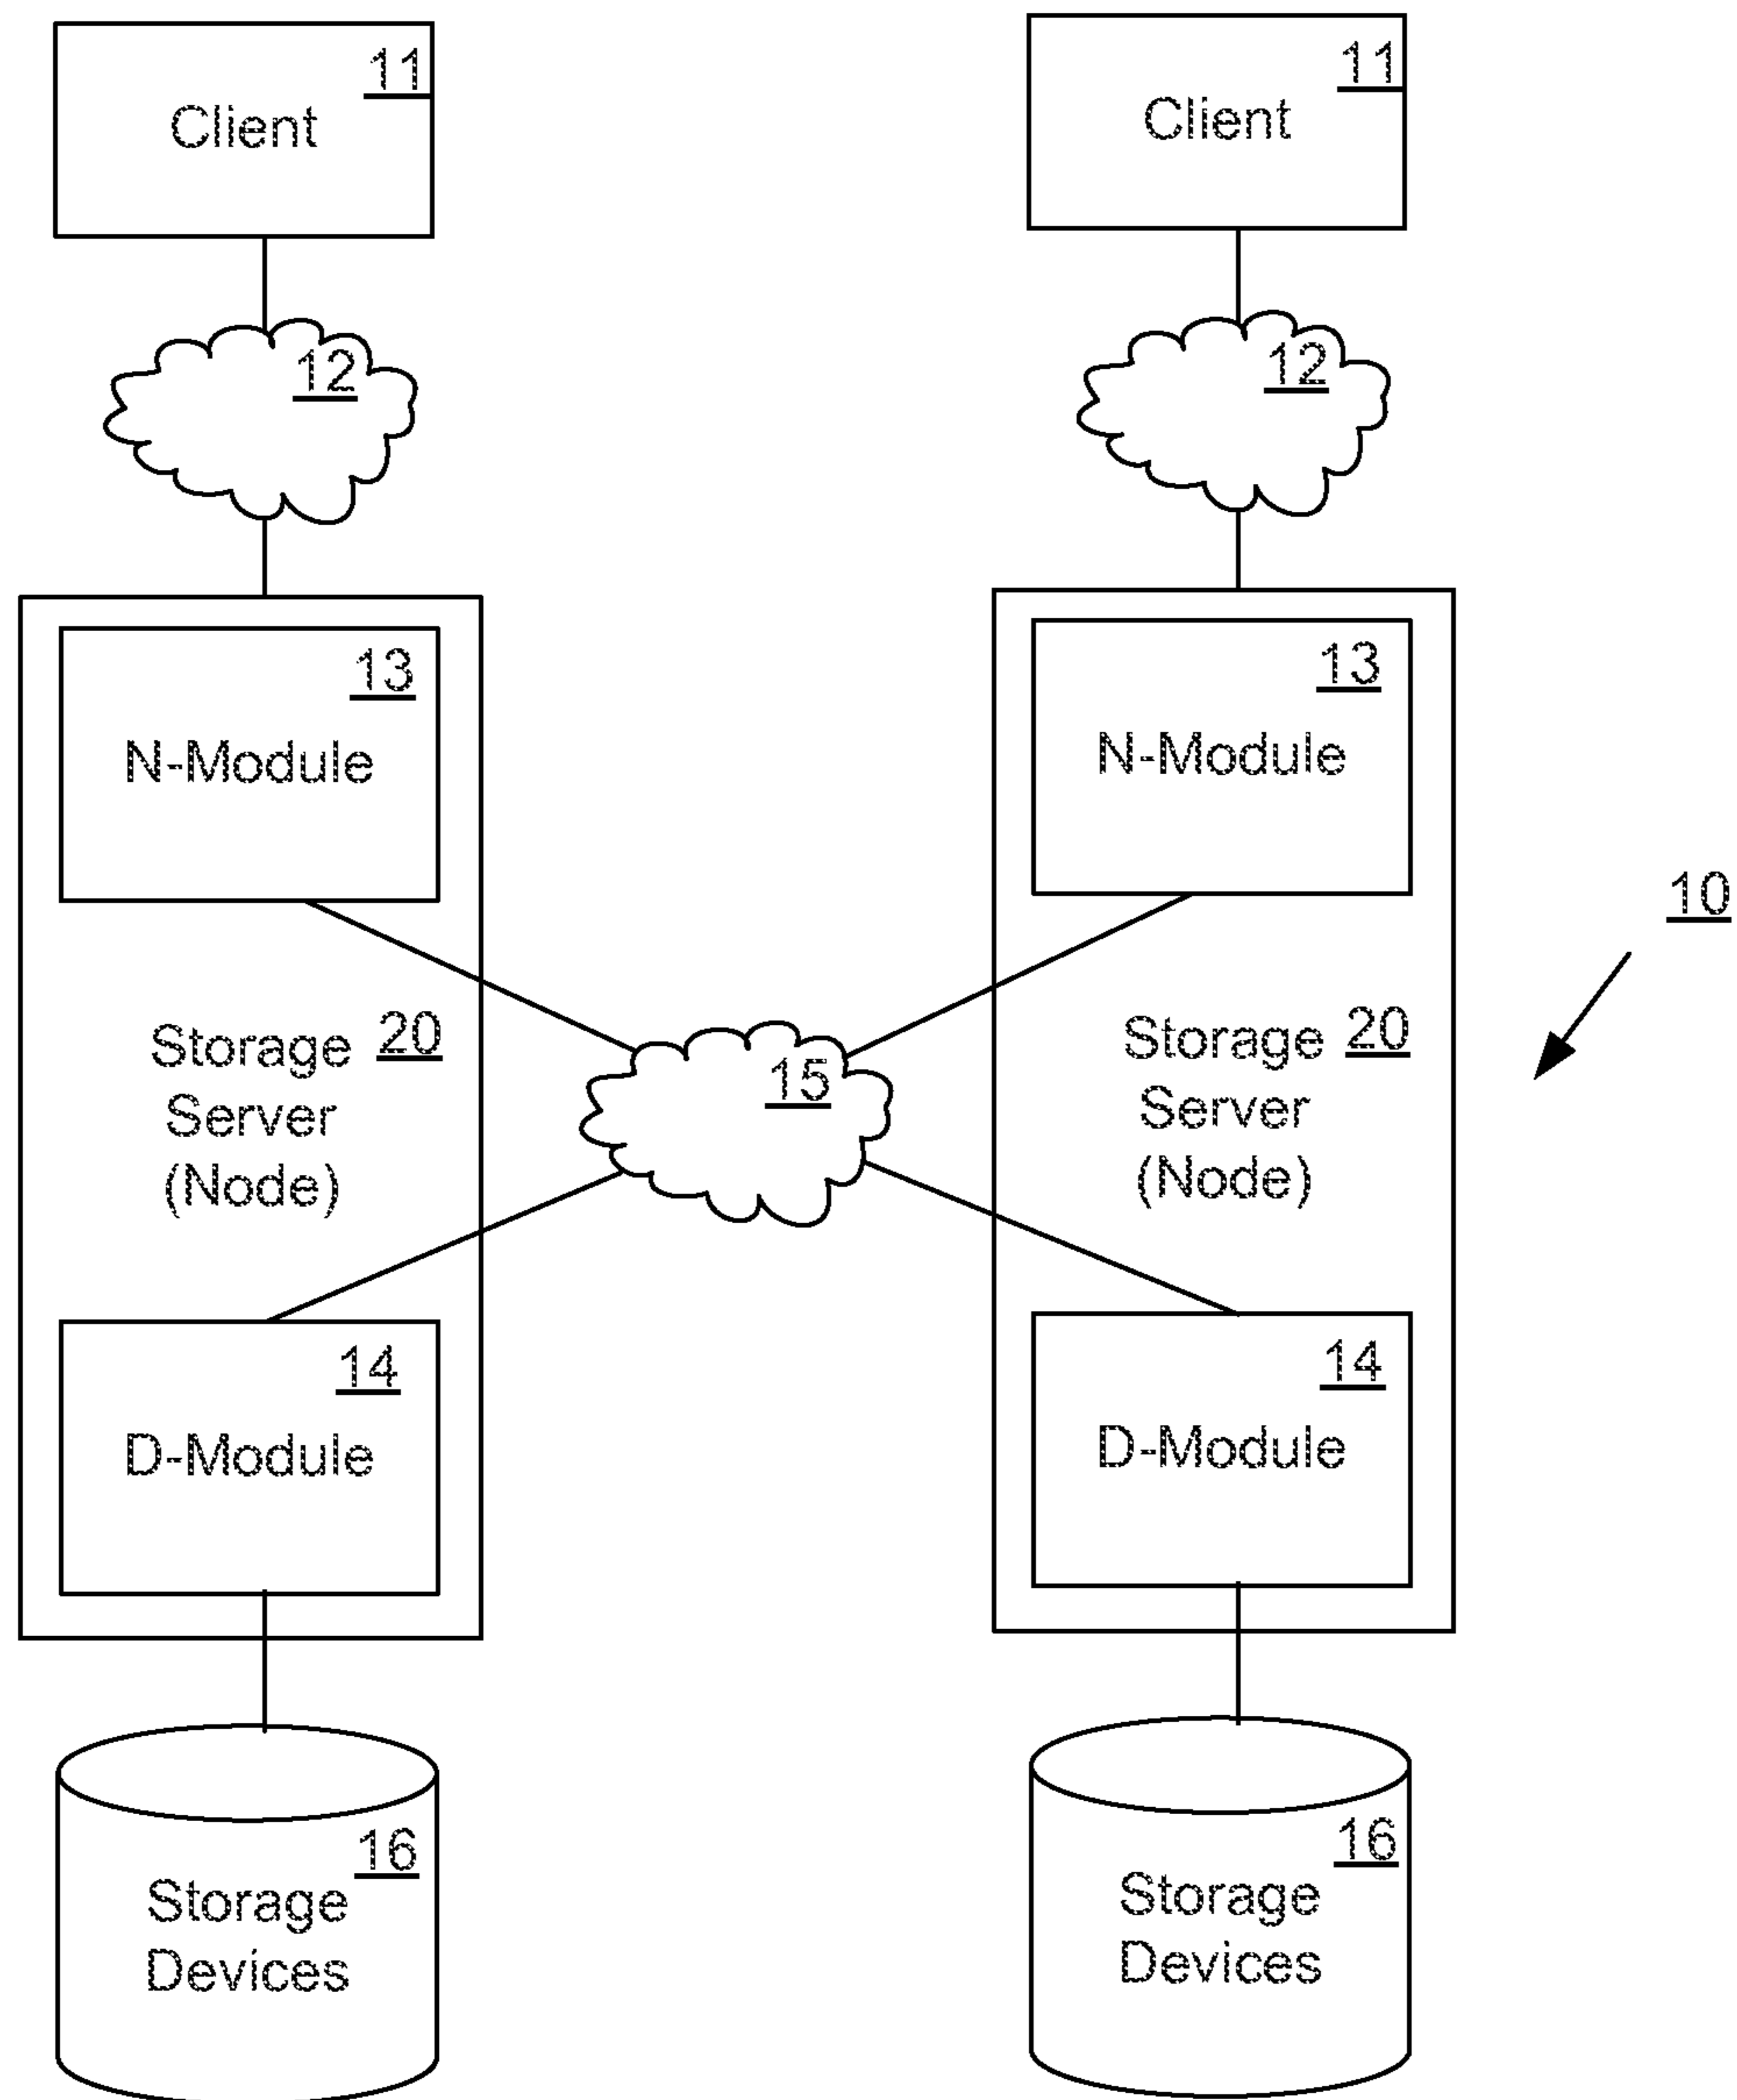 11
Client
11
Client
12
12
13
N-Module
13
N-Module
10
Storage 20
Server
(Node)
15
Storage 20
Server
(Node)
14
D-Module
14
D-Module
16
Storage
Devices
16
Storage
Devices